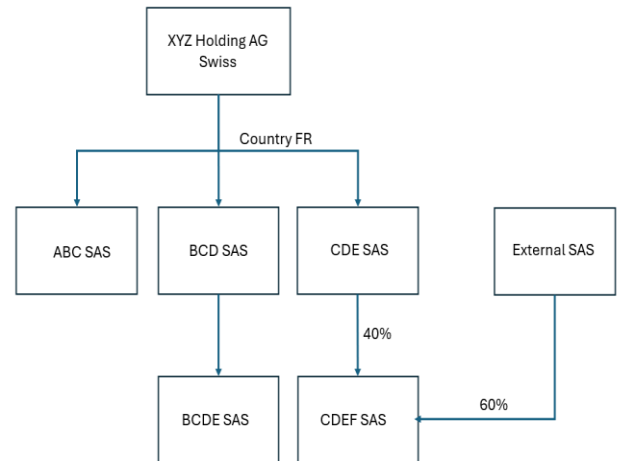 XYZ Holding AG
Swiss
Country FR
ABC SAS
BCD SAS
CDE SAS
External SAS
40%
60%
BCDE SAS
CDEF SAS